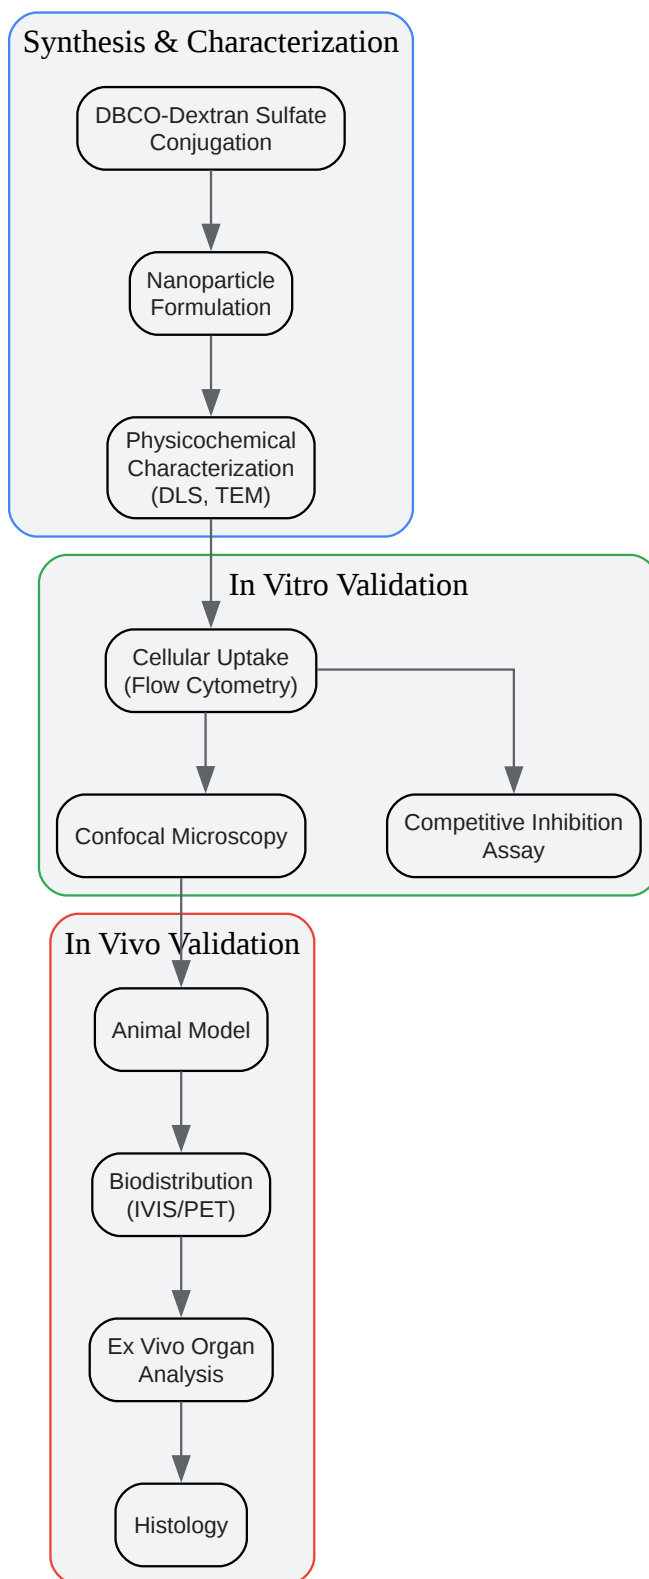 Synthesis & Characterization
DBCO-Dextran Sulfate
Conjugation
Nanoparticle
Formulation
Physicochemical
Characterization
(DLS, TEM)
In Vitro Validation
Cellular Uptake
(Flow Cytometry)
Confocal Microscopy
Competitive Inhibition
Assay
In Vivo Validation
Animal Model
Biodistribution
(IVIS/PET)
Ex Vivo Organ
Analysis
Histology